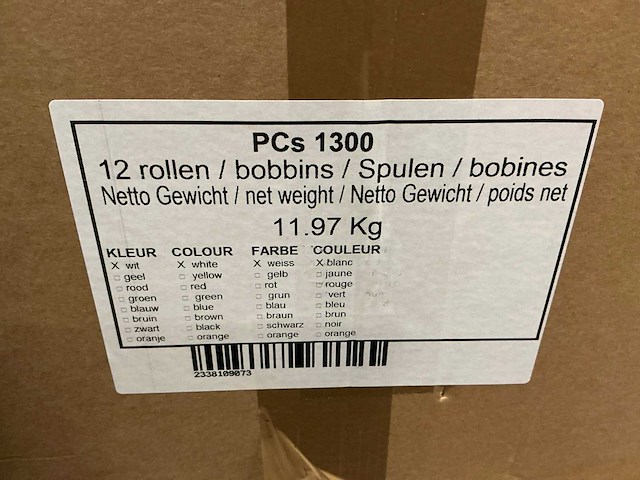 PCs 1300
12 rollen / bobbins / Spulen / bobines
Netto Gewicht / net weight / Netto Gewicht / poids net
11.97 Kg
KLEUR COLOUR FARBE COULEUR
X wit X white X weiss X blanc
□ geel □ yellow □ gelb □ jaune
□ rood □ red □ rot □ rouge
□ groen □ green □ grun □ vert
□ blauw □ blue □ blau □ bleu
□ bruin □ brown □ braun □ brun
□ zwart □ black □ schwarz □ noir
□ oranje □ orange □ orange □ orange
2338109073